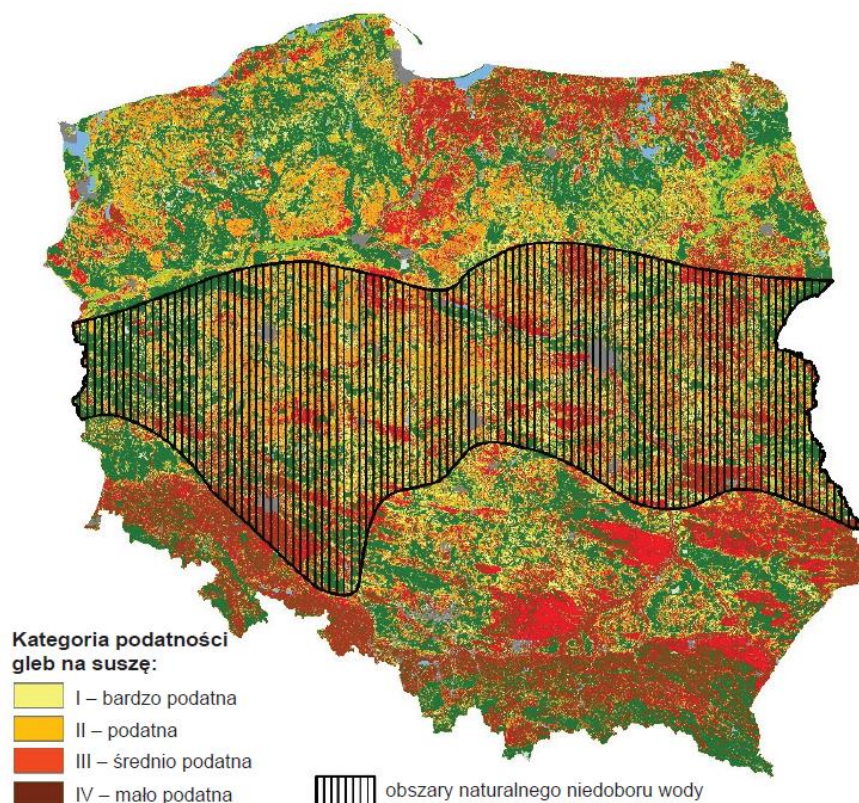 Kategoria podatności
gleb na suszę:
I – bardzo podatna
II – podatna
III – średnio podatna
IV – mało podatna
obszary naturalnego niedoboru wody